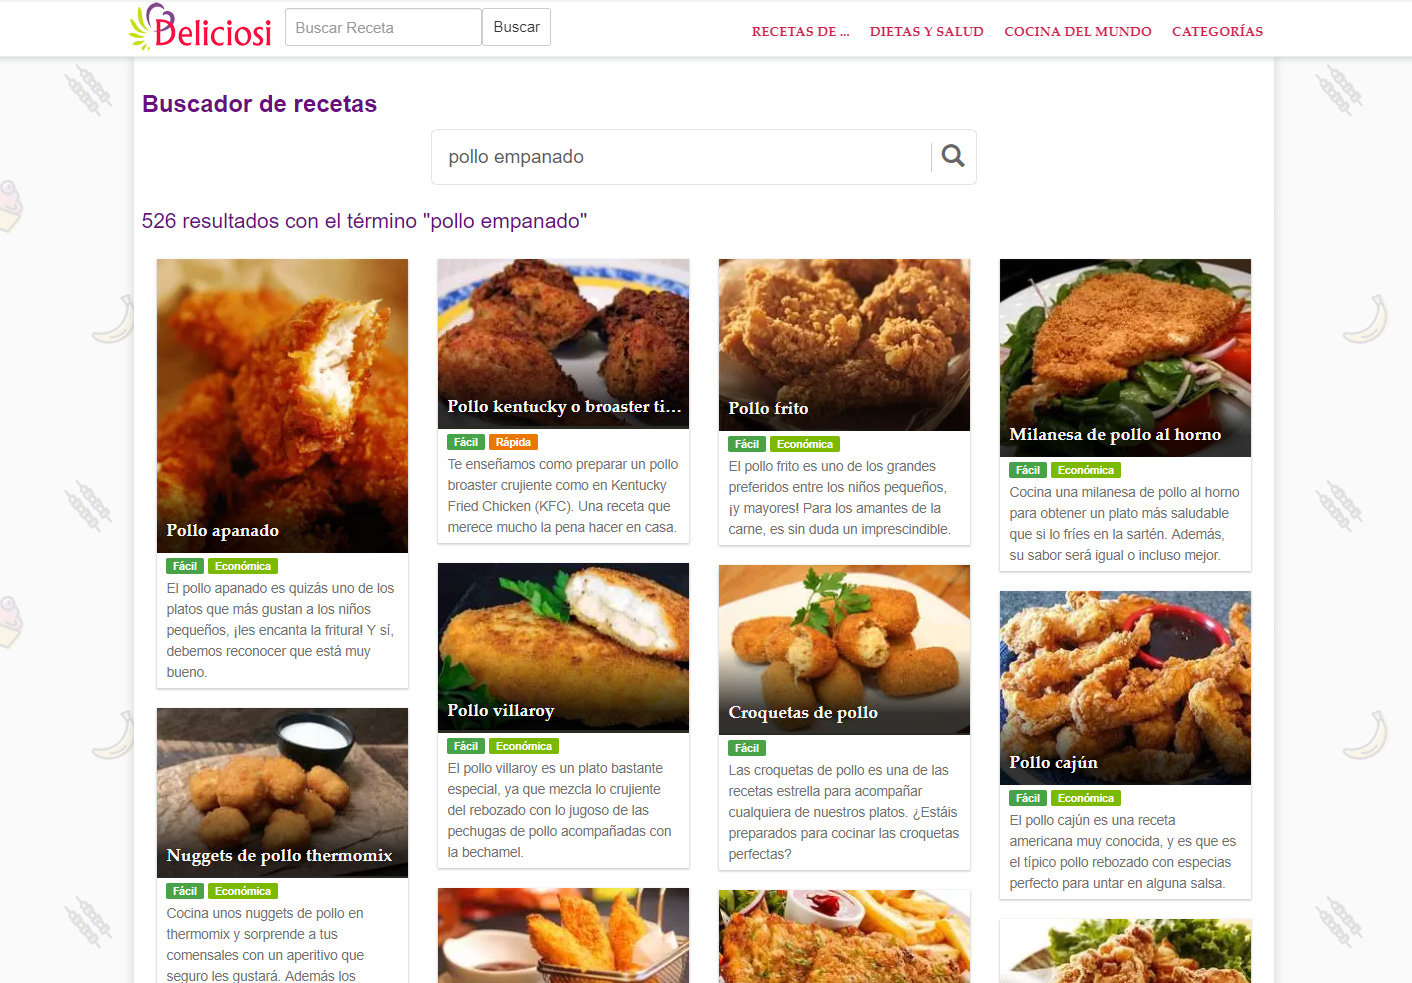 Deliciosi
Buscar Receta
Buscar
RECETAS DE ...
DIETAS Y SALUD
COCINA DEL MUNDO
CATEGORÍAS
Buscador de recetas
pollo empanado
526 resultados con el término "pollo empanado"
Pollo apanado
Fácil Económica
El pollo apanado es quizás uno de los
platos que más gustan a los niños
pequeños, ¡les encanta la fritura! Y sí,
debemos reconocer que está muy
bueno.
Nuggets de pollo thermomix
Fácil Económica
Cocina unos nuggets de pollo en
thermomix y sorprende a tus
comensales con un aperitivo que
seguro les gustará. Además los
Pollo kentucky o broaster ti...
Fácil Rápida
Te enseñamos como preparar un pollo
broaster crujiente como en Kentucky
Fried Chicken (KFC). Una receta que
merece mucho la pena hacer en casa.
Pollo villaroy
Fácil Económica
El pollo villaroy es un plato bastante
especial, ya que mezcla lo crujiente
del rebozado con lo jugoso de las
pechugas de pollo acompañadas con
la bechamel.
Pollo frito
Fácil Económica
El pollo frito es uno de los grandes
preferidos entre los niños pequeños,
¡y mayores! Para los amantes de la
carne, es sin duda un imprescindible.
Croquetas de pollo
Fácil
Las croquetas de pollo es una de las
recetas estrella para acompañar
cualquiera de nuestros platos. ¿Estáis
preparados para cocinar las croquetas
perfectas?
Milanesa de pollo al horno
Fácil Económica
Cocina una milanesa de pollo al horno
para obtener un plato más saludable
que si lo fríes en la sartén. Además,
su sabor será igual o incluso mejor.
Pollo cajún
Fácil Económica
El pollo cajún es una receta
americana muy conocida, y es que es
el típico pollo rebozado con especias
perfecto para untar en alguna salsa.